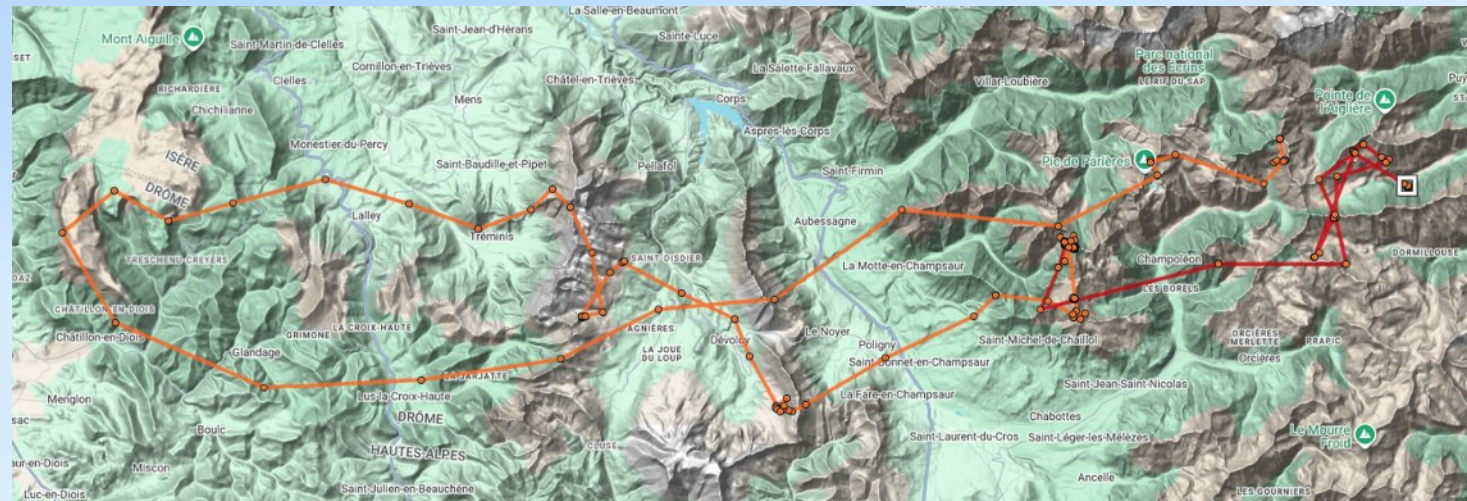 La Salle-en-Beaumont
Mont Aiguille
Saint-Martin-de-Clelles
Saint-Jean-d'Hérans
Sainte-Luce
SSET
Clelles
Cornillon-en-Trièves
Châtel-en-Trièves
La Salette-Fallavaux
Villar-Loubière
Parc national
des Écrins
RICHARDIÈRE
Chichilianne
Mens
Corps
Pointe de
l'Aiglière
Aspres-lès-Corps
Monestier-du-Percy
ISÈRE
DRÔME
Saint-Baudille-et-Pipet
Pellafol
Saint-Firmin
Pic de Parières
Lalley
Tréminis
Aubessagne
TRESCHENU-CREYERS
SAINT DISDIER
La Motte-en-Champsaur
Champoléon
DORMILLOUSE
LES BORELS
CHÂTILLON-EN-DIOIS
Châtillon-en-Diois
GRIMONE
LA CROIX-HAUTE
AGNIÈRES
LA JOUE
DU LOUP
Dévoluy
Le Noyer
Poligny
Saint-Michel-de-Chaillol
ORCIÈRES
MERLETTE
PRAPIC
Orcières
Glandage
Saint-Bonnet-en-Champsaur
LA JARJATTE
Lus-la-Croix-Haute
Saint-Jean-Saint-Nicolas
Menglon
La Fare-en-Champsaur
DRÔME
Chabottes
Boulc
HAUTES-ALPES
CLUSE
Saint-Laurent-du-Cros
Saint-Léger-les-Mélèzes
Le Mourre
Froid
aur-en-Diois
Miscon
Ancelle
Luc-en-Diois
Saint-Julien-en-Beauchêne
LES GOURNIERS